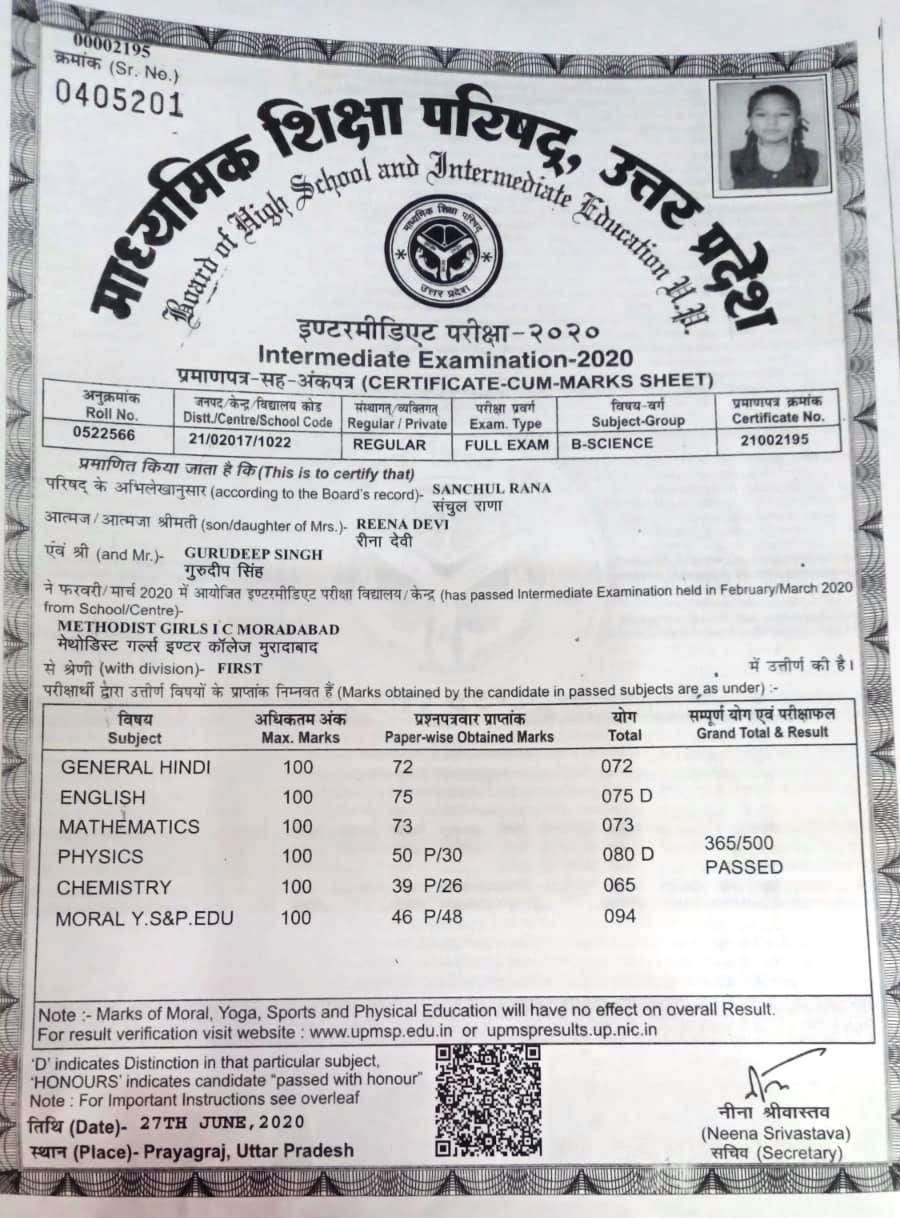 00002195
क्रमांक (Sr. No.)
0405201
माध्यमिक शिक्षा परिषद्, उत्तर प्रदेश
Board of High School and Intermediate Education U.P.
माध्यमिक शिक्षा परिषद
उत्तर प्रदेश
इण्टरमीडिएट परीक्षा-२०२०
Intermediate Examination-2020
प्रमाणपत्र-सह-अंकपत्र (CERTIFICATE-CUM-MARKS SHEET)
अनुक्रमांक जनपद/केन्द्र/विद्यालय कोड संस्थागत/व्यक्तिगत परीक्षा प्रवर्ग विषय-वर्ग प्रमाणपत्र क्रमांक
Roll No. Distt./Centre/School Code Regular / Private Exam. Type Subject-Group Certificate No.
0522566 21/02017/1022 REGULAR FULL EXAM B-SCIENCE 21002195
प्रमाणित किया जाता है कि (This is to certify that)
परिषद के अभिलेखानुसार (according to the Board's record)- SANCHUL RANA
संचुल राणा
आत्मज/आत्मजा श्रीमती (son/daughter of Mrs.)- REENA DEVI
रीना देवी
एवं श्री (and Mr.)- GURUDEEP SINGH
गुरुदीप सिंह
ने फरवरी/मार्च 2020 में आयोजित इण्टरमीडिएट परीक्षा विद्यालय/केन्द्र (has passed Intermediate Examination held in February/March 2020
from School/Centre)-
METHODIST GIRLS I C MORADABAD
मेथोडिस्ट गर्ल्स इण्टर कॉलेज मुरादाबाद
से श्रेणी (with division)- FIRST में उत्तीर्ण की है।
परीक्षार्थी द्वारा उत्तीर्ण विषयों के प्राप्तांक निम्नवत हैं (Marks obtained by the candidate in passed subjects are as under) :-
विषय अधिकतम अंक प्रश्नपत्रवार प्राप्तांक योग सम्पूर्ण योग एवं परीक्षाफल
Subject Max. Marks Paper-wise Obtained Marks Total Grand Total & Result
GENERAL HINDI 100 72 072
ENGLISH 100 75 075 D
MATHEMATICS 100 73 073
365/500
PHYSICS 100 50 P/30 080 D
PASSED
CHEMISTRY 100 39 P/26 065
MORAL Y.S&P.EDU 100 46 P/48 094
Note :- Marks of Moral, Yoga, Sports and Physical Education will have no effect on overall Result.
For result verification visit website : www.upmsp.edu.in or upmspresults.up.nic.in
'D' indicates Distinction in that particular subject,
'HONOURS' indicates candidate "passed with honour"
Note : For Important Instructions see overleaf
तिथि (Date)- 27TH JUNE, 2020
स्थान (Place)- Prayagraj, Uttar Pradesh
नीना श्रीवास्तव
(Neena Srivastava)
सचिव (Secretary)